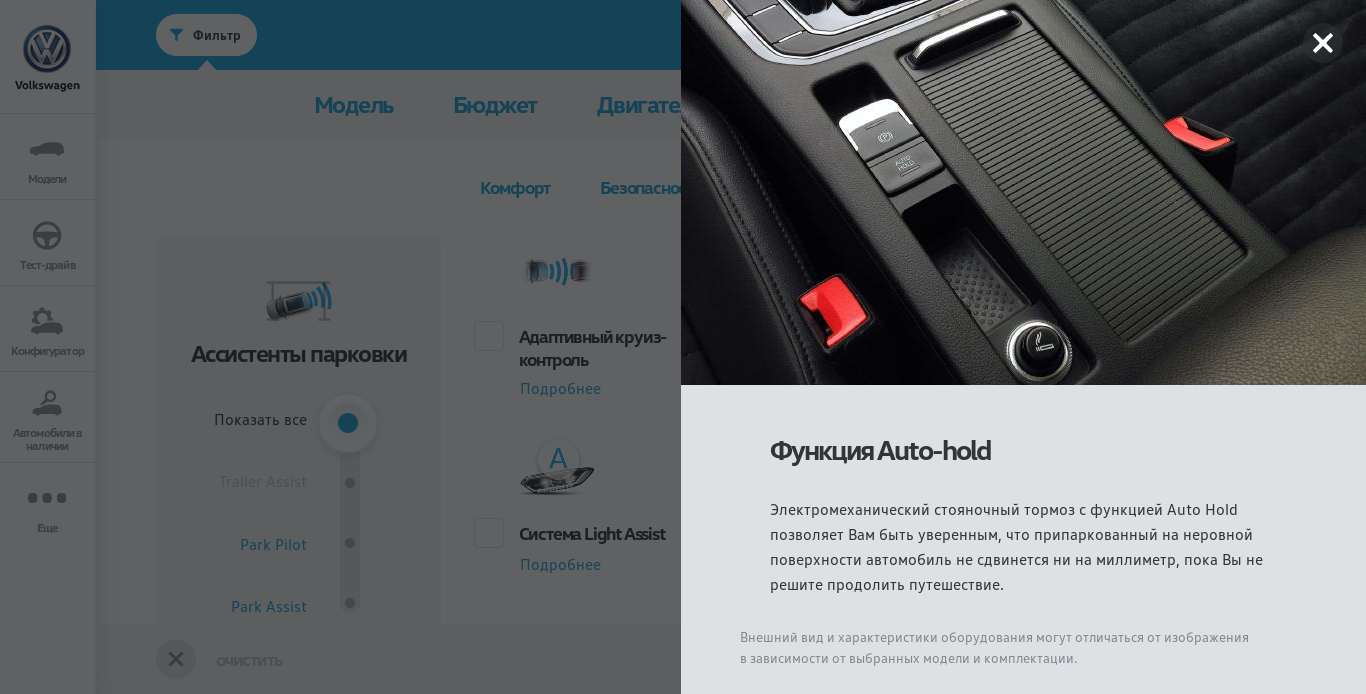 Фильтр
Volkswagen
Модель
Бюджет
Двигате
Модели
Тест-драйв
Конфигуратор
Автомобили в
наличии
Еще
Комфорт
Безопасно
Ассистенты парковки
Показать все
Trailer Assist
Park Pilot
Park Assist
Адаптивный круиз-
контроль
Подробнее
A
Система Light Assist
Подробнее
ОЧИСТИТЬ
AUTO
HOLD
Функция Auto-hold
Электромеханический стояночный тормоз с функцией Auto Hold
позволяет Вам быть уверенным, что припаркованный на неровной
поверхности автомобиль не сдвинется ни на миллиметр, пока Вы не
решите продолжить путешествие.
Внешний вид и характеристики оборудования могут отличаться от изображения
в зависимости от выбранных модели и комплектации.